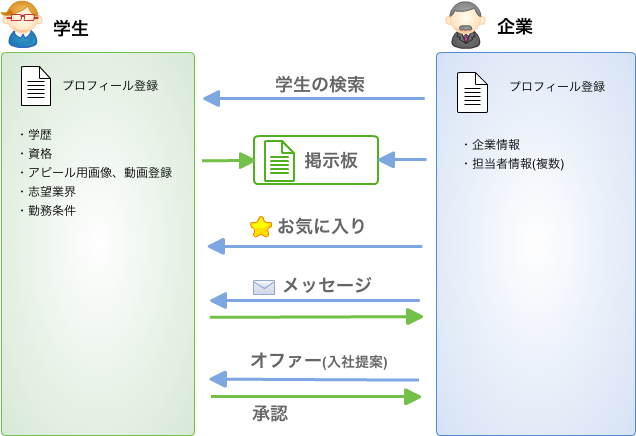 学生
プロフィール登録
・学歴
・資格
・アピール用画像、動画登録
・志望業界
・勤務条件
学生の検索
掲示板
お気に入り
メッセージ
オファー(入社提案)
承認
企業
プロフィール登録
・企業情報
・担当者情報(複数)